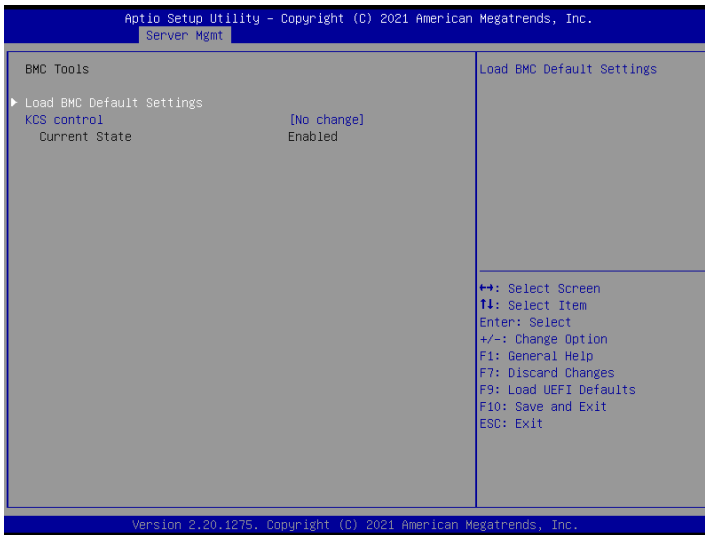 Aptio Setup Utility – Copyright (C) 2021 American Megatrends, Inc.
Server Mgmt
BMC Tools
Load BMC Default Settings
KCS control [No change]
Current State Enabled
Load BMC Default Settings
↔: Select Screen
↑↓: Select Item
Enter: Select
+/-: Change Option
F1: General Help
F7: Discard Changes
F9: Load UEFI Defaults
F10: Save and Exit
ESC: Exit
Version 2.20.1275. Copyright (C) 2021 American Megatrends, Inc.